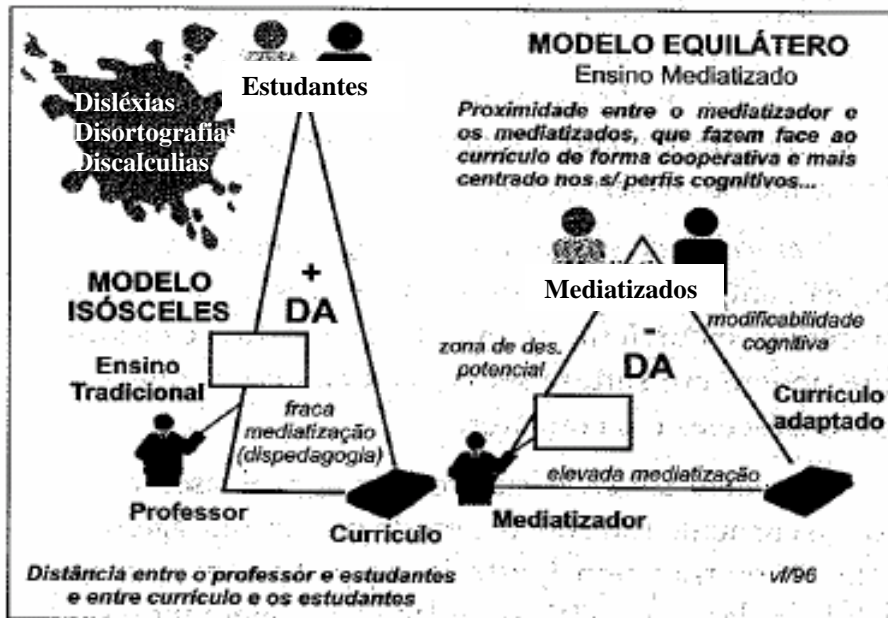 Disléxias
Disortografias
Discalculias
Estudantes
+
DA
MODELO
ISÓSCELES
Ensino
Tradicional
fraca
mediatização
(dispedagogia)
Professor
Currículo
Distância entre o professor e estudantes
e entre currículo e os estudantes
MODELO EQUILÁTERO
Ensino Mediatizado
Proximidade entre o mediatizador e
os mediatizados, que fazem face ao
currículo de forma cooperativa e mais
centrado nos s/ perfis cognitivos...
Mediatizados
zona de des.
potencial
-
DA
modificabilidade
cognitiva
Currículo
adaptado
elevada mediatização
Mediatizador
vf/96